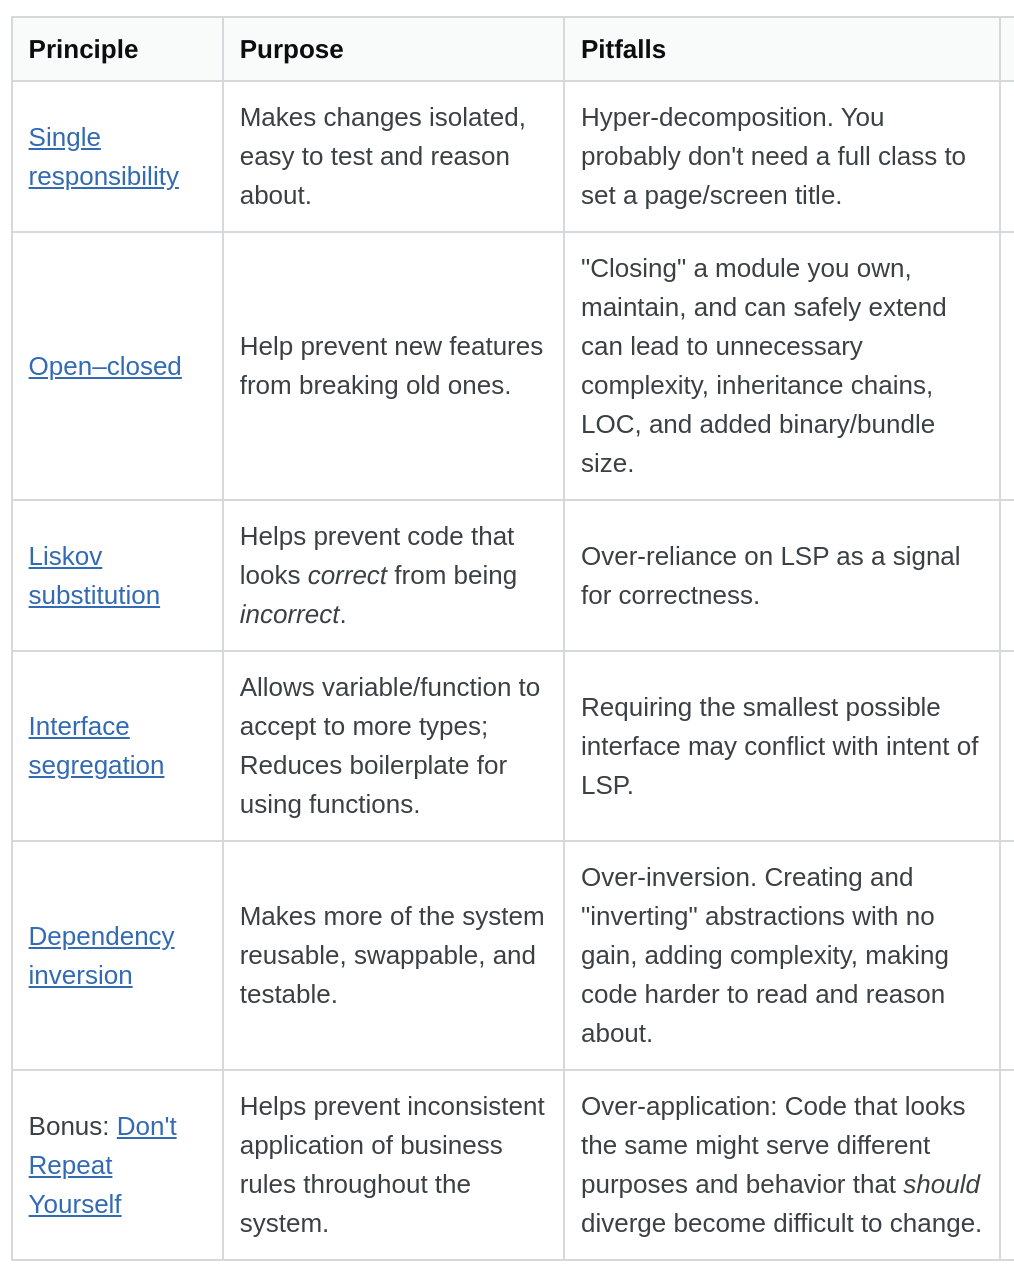 Principle
Purpose
Pitfalls
Single
responsibility
Makes changes isolated,
easy to test and reason
about.
Hyper-decomposition. You
probably don't need a full class to
set a page/screen title.
Open–closed
Help prevent new features
from breaking old ones.
"Closing" a module you own,
maintain, and can safely extend
can lead to unnecessary
complexity, inheritance chains,
LOC, and added binary/bundle
size.
Liskov
substitution
Helps prevent code that
looks correct from being
incorrect.
Over-reliance on LSP as a signal
for correctness.
Interface
segregation
Allows variable/function to
accept to more types;
Reduces boilerplate for
using functions.
Requiring the smallest possible
interface may conflict with intent of
LSP.
Dependency
inversion
Makes more of the system
reusable, swappable, and
testable.
Over-inversion. Creating and
"inverting" abstractions with no
gain, adding complexity, making
code harder to read and reason
about.
Bonus: Don't
Repeat
Yourself
Helps prevent inconsistent
application of business
rules throughout the
system.
Over-application: Code that looks
the same might serve different
purposes and behavior that should
diverge become difficult to change.